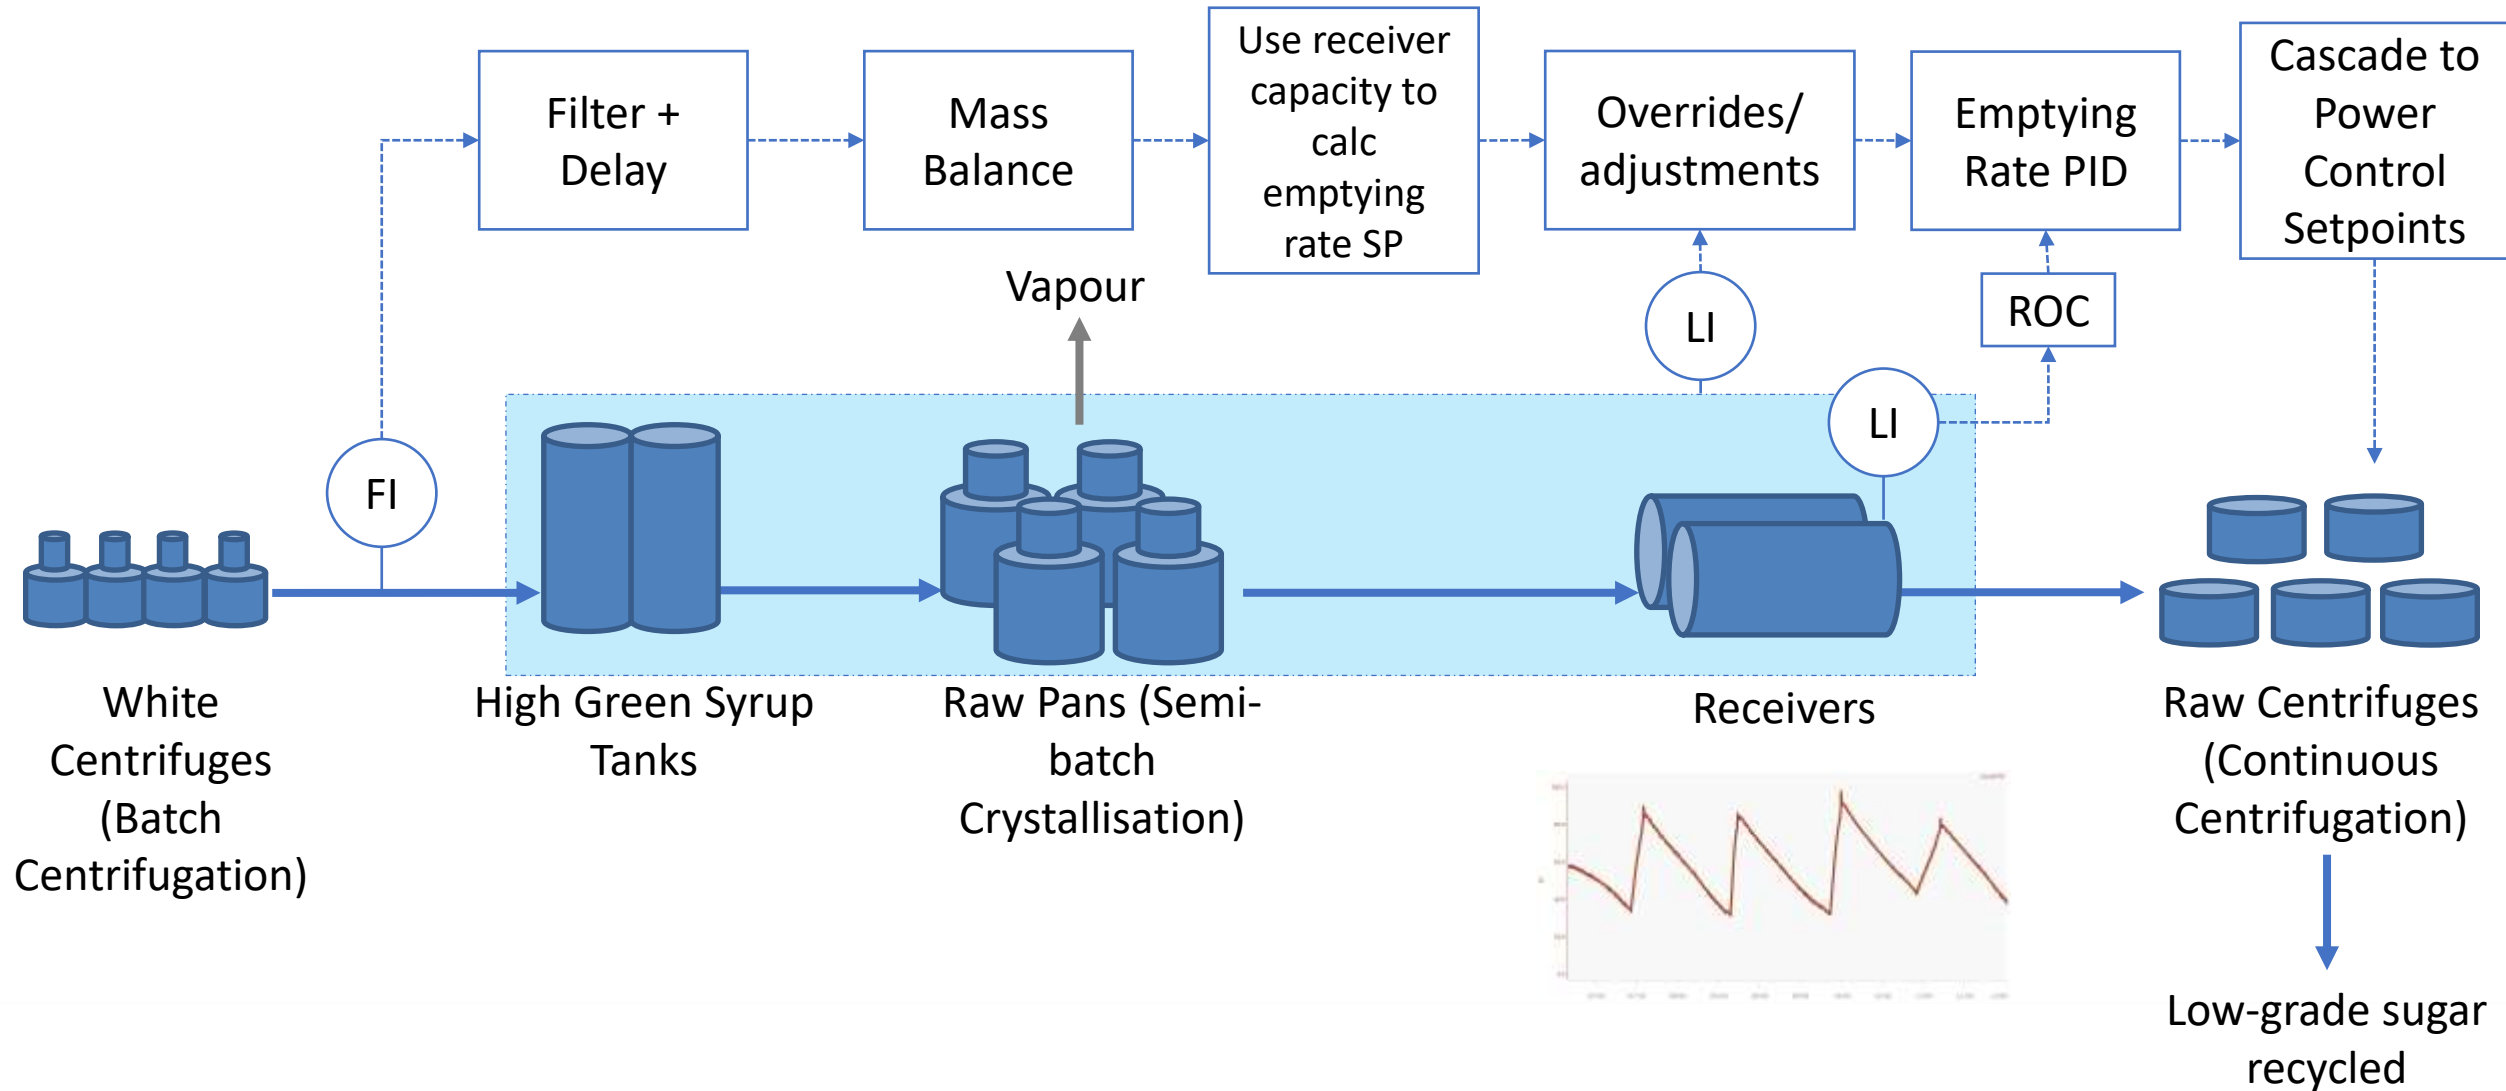 Filter +
Delay
Mass
Balance
Use receiver
capacity to
calc
emptying
rate SP
Overrides/
adjustments
Emptying
Rate PID
Cascade to
Power
Control
Setpoints
Vapour
LI
ROC
LI
FI
White
Centrifuges
(Batch
Centrifugation)
High Green Syrup
Tanks
Raw Pans (Semi-
batch
Crystallisation)
Receivers
Raw Centrifuges
(Continuous
Centrifugation)
Low-grade sugar
recycled